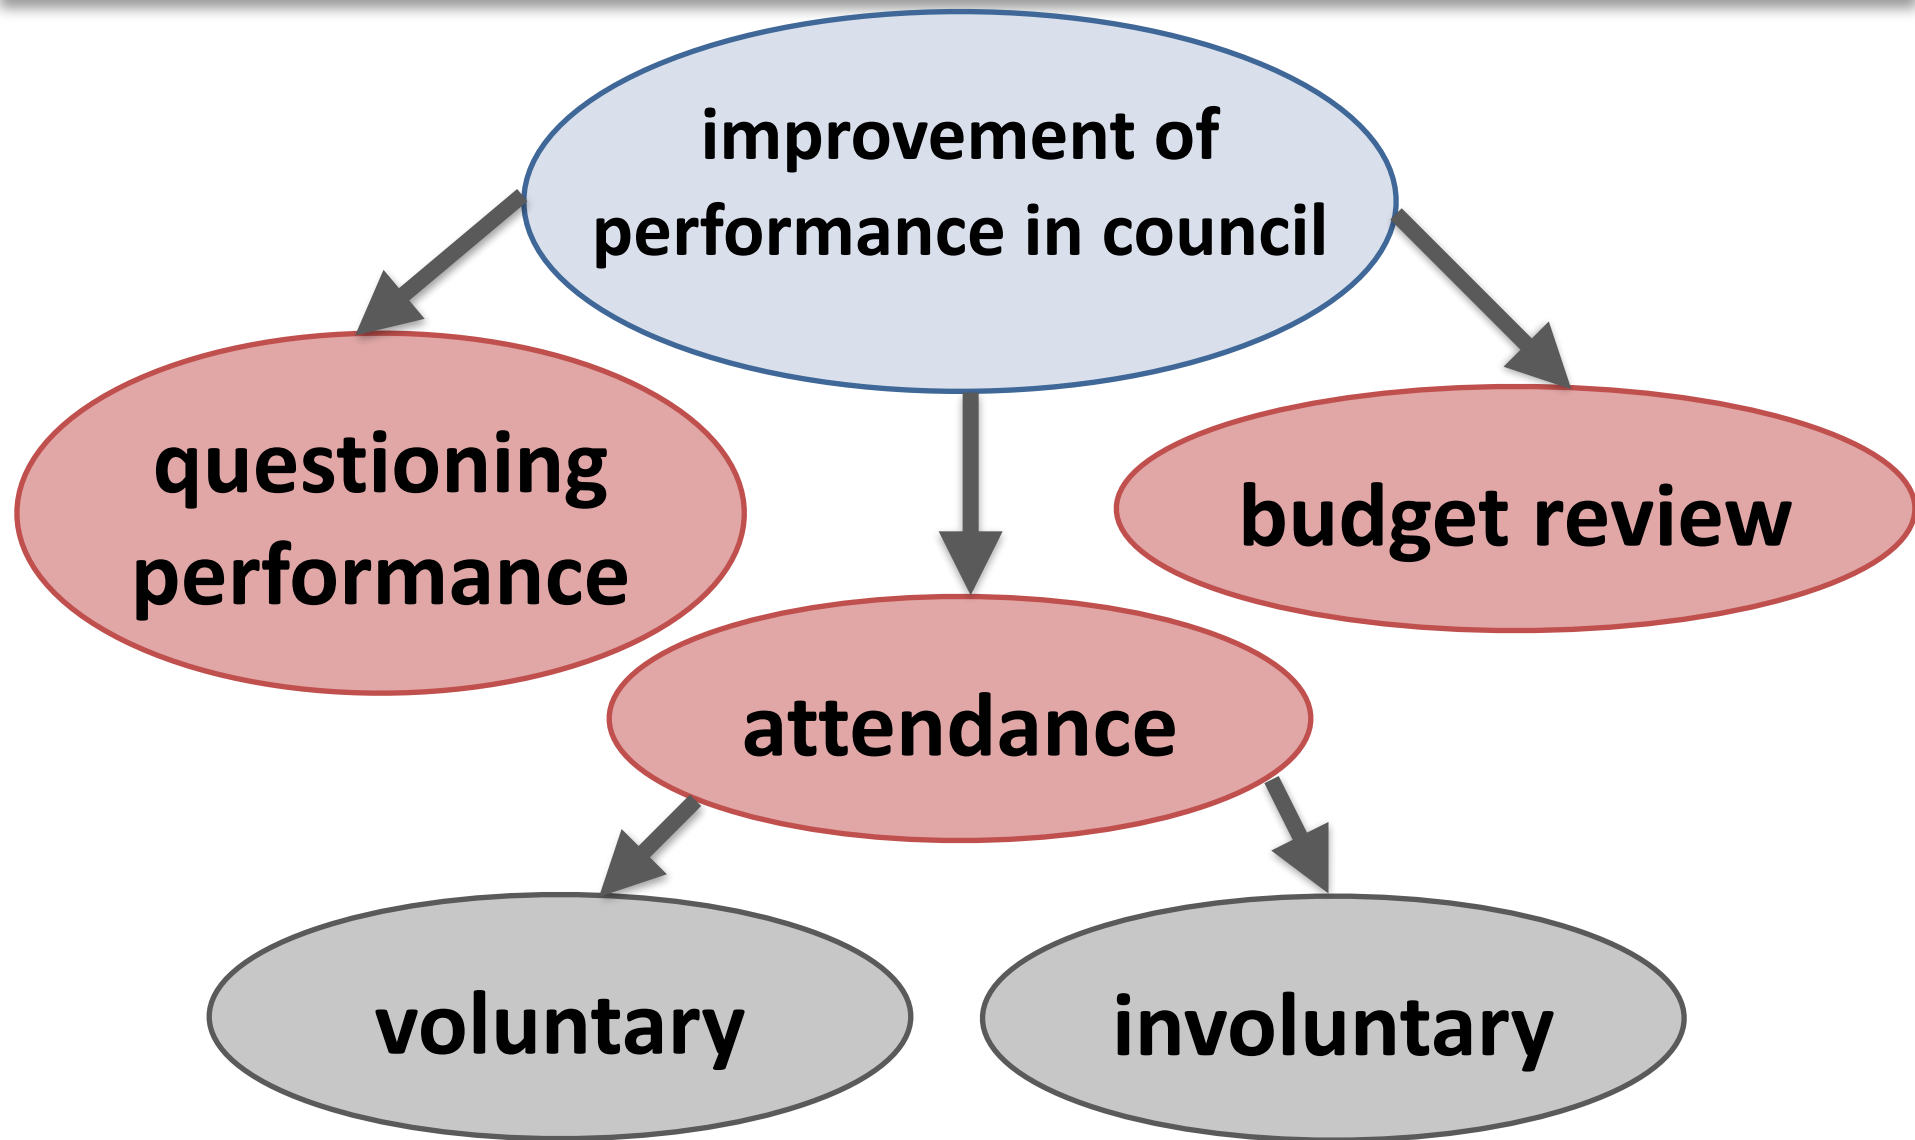 improvement of
performance in council
questioning
performance
budget review
attendance
voluntary
involuntary